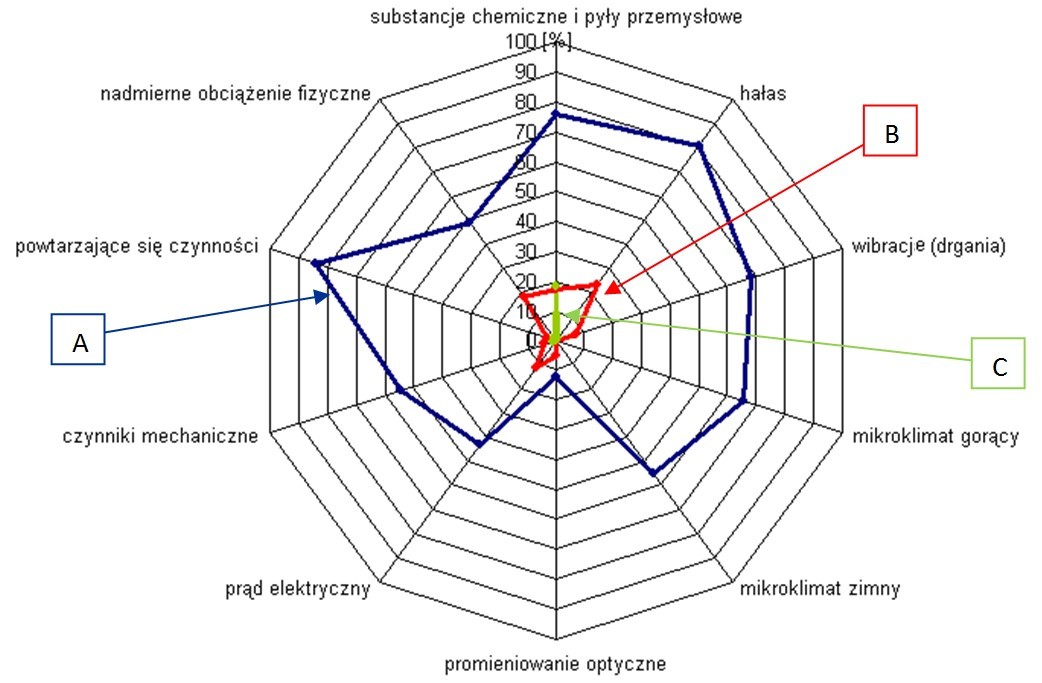 substancje chemiczne i pyły przemysłowe
100 [%]
90
80
70
60
50
40
30
20
10
0
nadmierne obciążenie fizyczne
hałas
B
powtarzające się czynności
wibracje (drgania)
A
C
czynniki mechaniczne
mikroklimat gorący
prąd elektryczny
mikroklimat zimny
promieniowanie optyczne